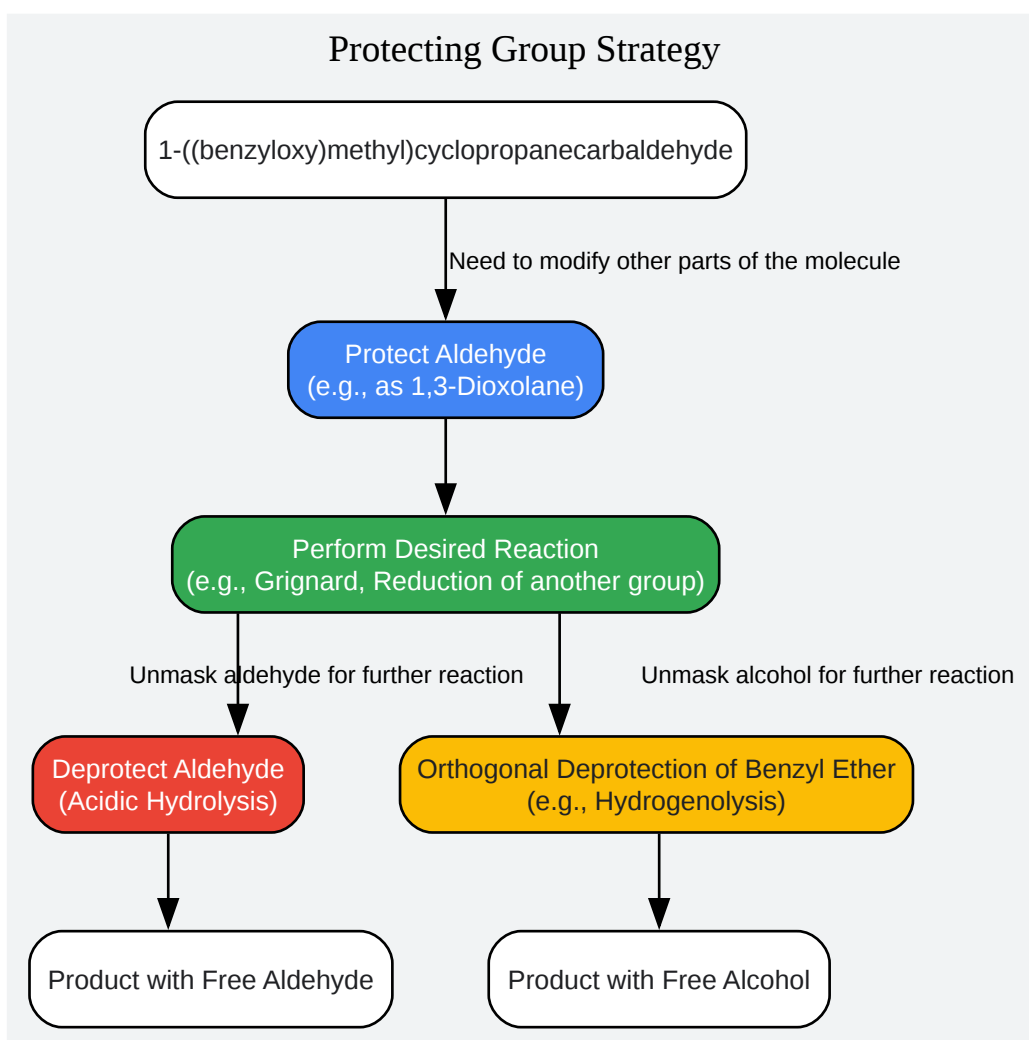 Protecting Group Strategy
1-((benzyloxy)methyl)cyclopropanecarbaldehyde
Need to modify other parts of the molecule
Protect Aldehyde
(e.g., as 1,3-Dioxolane)
Perform Desired Reaction
(e.g., Grignard, Reduction of another group)
Unmask aldehyde for further reaction
Unmask alcohol for further reaction
Deprotect Aldehyde
(Acidic Hydrolysis)
Orthogonal Deprotection of Benzyl Ether
(e.g., Hydrogenolysis)
Product with Free Aldehyde
Product with Free Alcohol